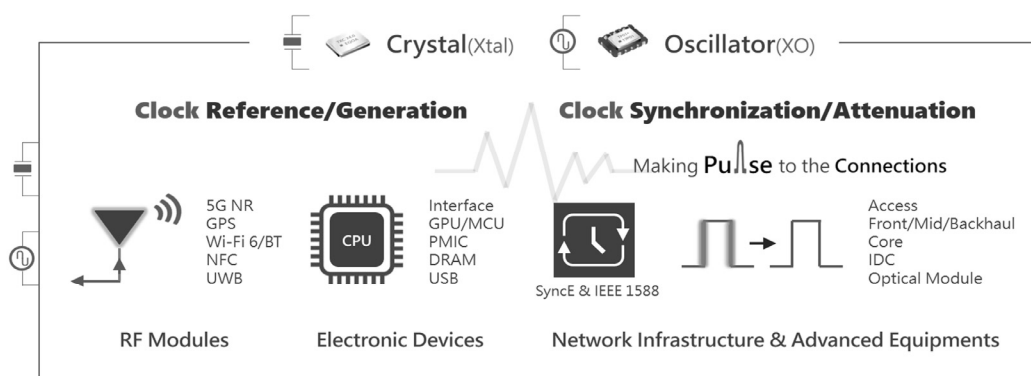 Crystal(Xtal)
Oscillator(XO)
Clock Reference/Generation
Clock Synchronization/Attenuation
Making Pulse to the Connections
5G NR
GPS
Wi-Fi 6/BT
NFC
UWB
RF Modules
CPU
Interface
GPU/MCU
PMIC
DRAM
USB
Electronic Devices
SyncE & IEEE 1588
Access
Front/Mid/Backhaul
Core
IDC
Optical Module
Network Infrastructure & Advanced Equipments